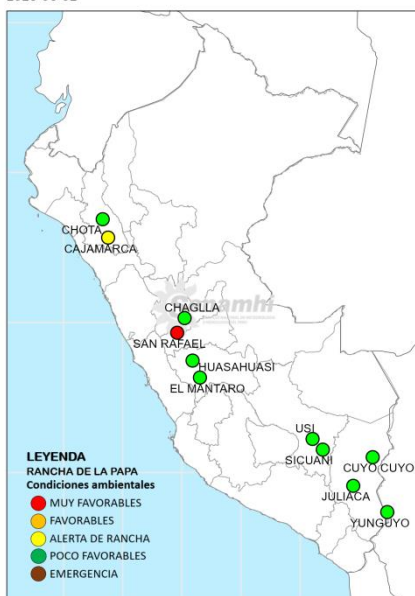 CHOTA
CAJAMARCA
Senamhi
CHAGLLA
SAN RAFAEL
HUASAHUASI
EL MANTARO
USI
SICUANI
CUYO CUYO
JULIACA
YUNGUYO
LEYENDA
RANCHA DE LA PAPA
Condiciones ambientales
MUY FAVORABLES
FAVORABLES
ALERTA DE RANCHA
POCO FAVORABLES
EMERGENCIA